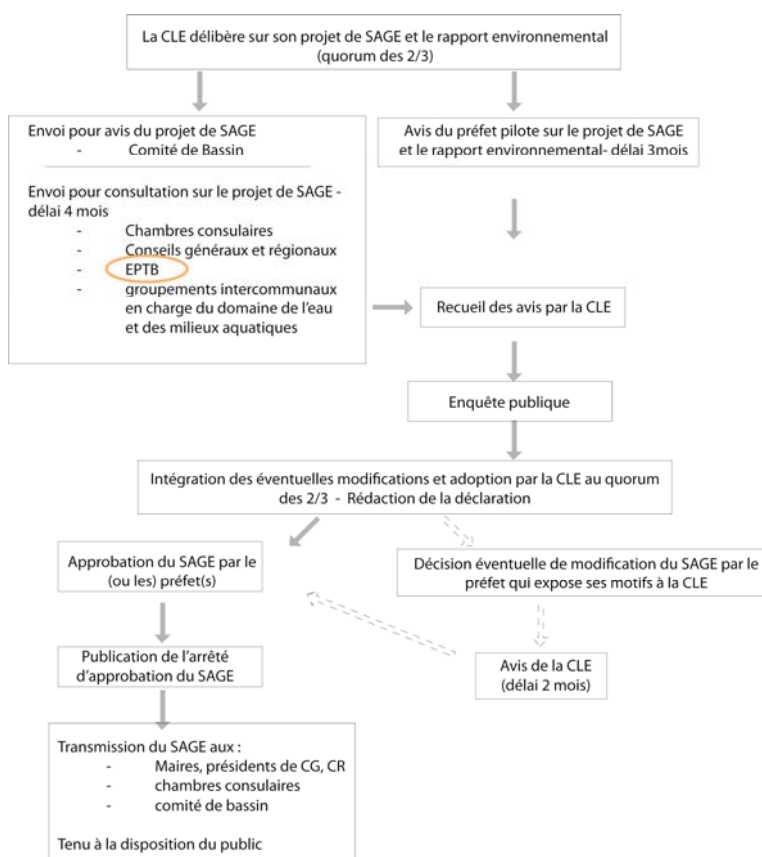 La CLE délibère sur son projet de SAGE et le rapport environnemental
(quorum des 2/3)
Envoi pour avis du projet de SAGE
- Comité de Bassin
Envoi pour consultation sur le projet de SAGE -
délai 4 mois
- Chambres consulaires
- Conseils généraux et régionaux
- EPTB
- groupements intercommunaux
en charge du domaine de l'eau
et des milieux aquatiques
Avis du préfet pilote sur le projet de SAGE
et le rapport environnemental- délai 3mois
Recueil des avis par la CLE
Enquête publique
Intégration des éventuelles modifications et adoption par la CLE au quorum
des 2/3 - Rédaction de la déclaration
Approbation du SAGE par le
(ou les) préfet(s)
Décision éventuelle de modification du SAGE par le
préfet qui expose ses motifs à la CLE
Publication de l'arrêté
d'approbation du SAGE
Avis de la CLE
(délai 2 mois)
Transmission du SAGE aux :
- Maires, présidents de CG, CR
- chambres consulaires
- comité de bassin
Tenu à la disposition du public